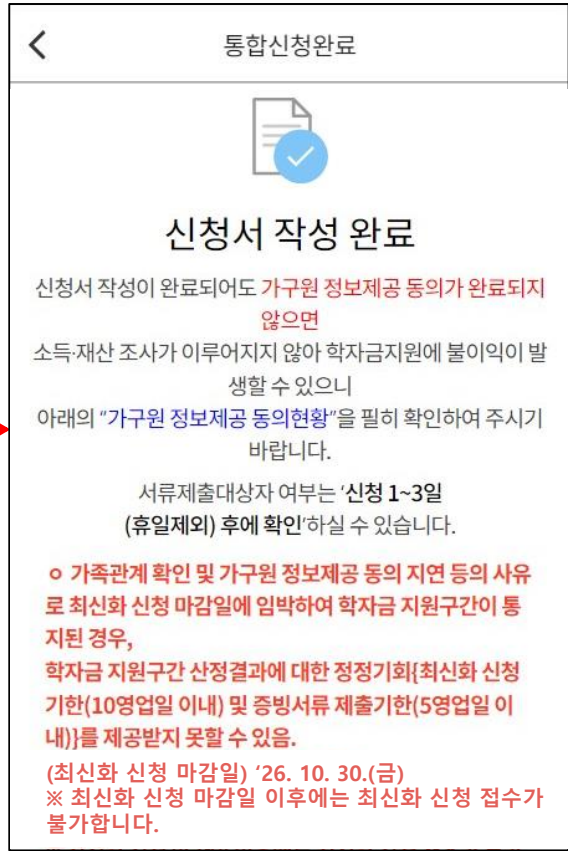 통합신청완료
신청서 작성 완료
신청서 작성이 완료되어도 가구원 정보제공 동의가 완료되지
않으면
소득·재산 조사가 이루어지지 않아 학자금지원에 불이익이 발
생할 수 있으니
아래의 “가구원 정보제공 동의현황”을 필히 확인하여 주시기
바랍니다.
서류제출대상자 여부는 ‘신청 1~3일
(휴일제외) 후에 확인’하실 수 있습니다.
ㅇ 가족관계 확인 및 가구원 정보제공 동의 지연 등의 사유
로 최신화 신청 마감일에 임박하여 학자금 지원구간이 통
지된 경우,
학자금 지원구간 산정결과에 대한 정정기회{최신화 신청
기한(10영업일 이내) 및 증빙서류 제출기한(5영업일 이
내)}를 제공받지 못할 수 있음.
(최신화 신청 마감일) ‘26. 10. 30.(금)
※ 최신화 신청 마감일 이후에는 최신화 신청 접수가
불가합니다.